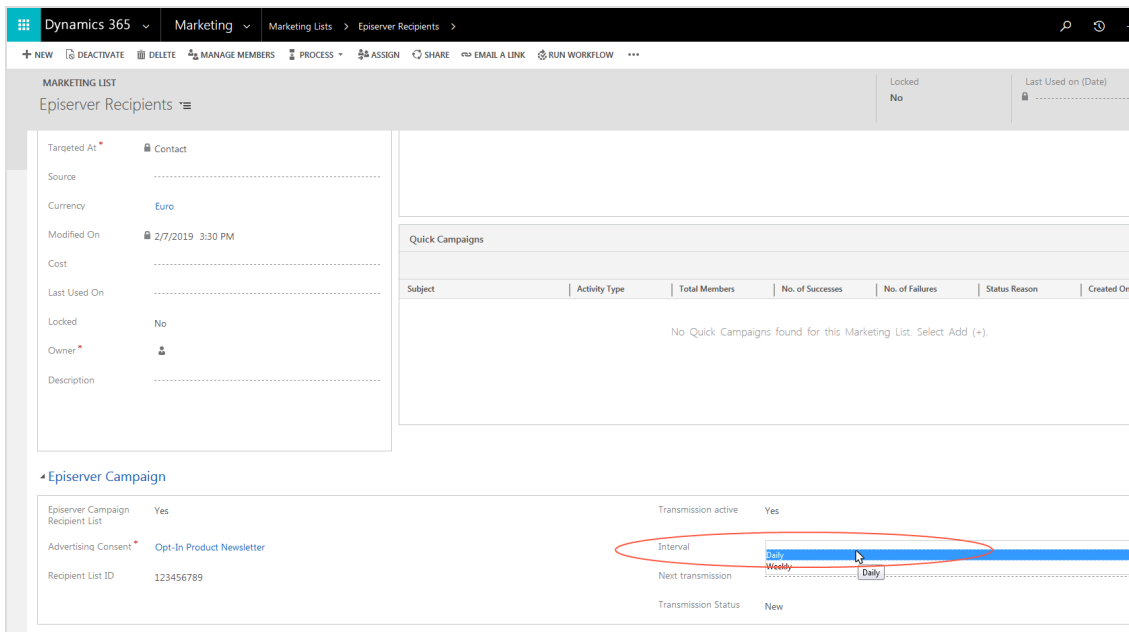 Dynamics 365 Marketing Marketing Lists > Episerver Recipients >
NEW DEACTIVATE DELETE MANAGE MEMBERS PROCESS ASSIGN SHARE EMAIL A LINK RUN WORKFLOW •••
MARKETING LIST
Episerver Recipients
Locked
No
Last Used on (Date)
Targeted At *
Contact
Source
Currency
Euro
Modified On
2/7/2019 3:30 PM
Cost
Last Used On
Locked
No
Owner *
Description
Quick Campaigns
Subject Activity Type Total Members No. of Successes No. of Failures Status Reason Created On
No Quick Campaigns found for this Marketing List. Select Add (+).
Episerver Campaign
Episerver Campaign
Recipient List
Yes
Advertising Consent *
Opt-In Product Newsletter
Recipient List ID
123456789
Transmission active
Yes
Interval
Daily
Weekly
Daily
Next transmission
Transmission Status
New